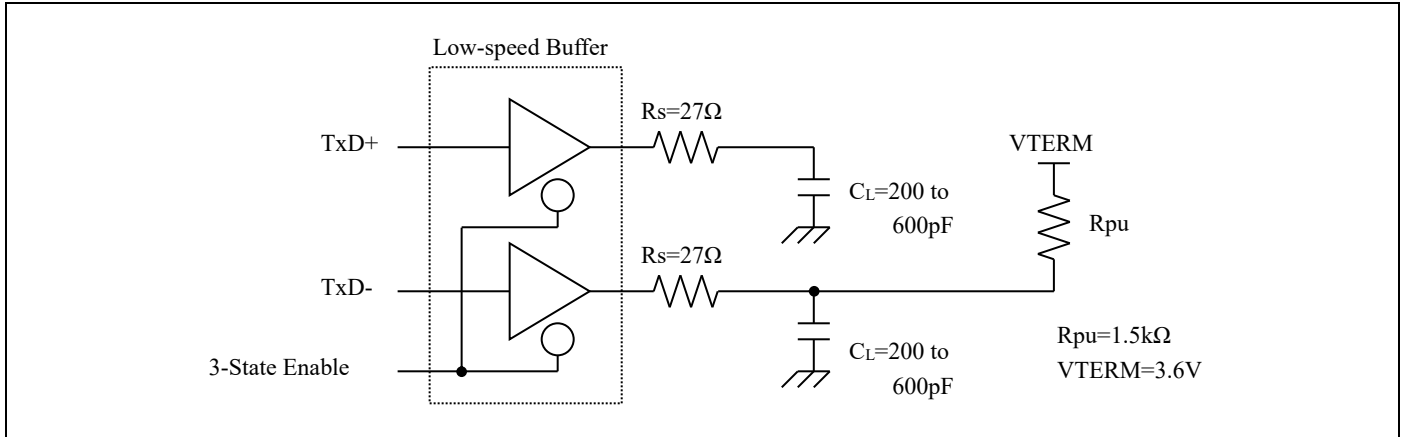 Low-speed Buffer
TxD+
Rs=27Ω
CL=200 to
600pF
VTERM
Rpu
TxD-
Rs=27Ω
CL=200 to
600pF
Rpu=1.5kΩ
VTERM=3.6V
3-State Enable